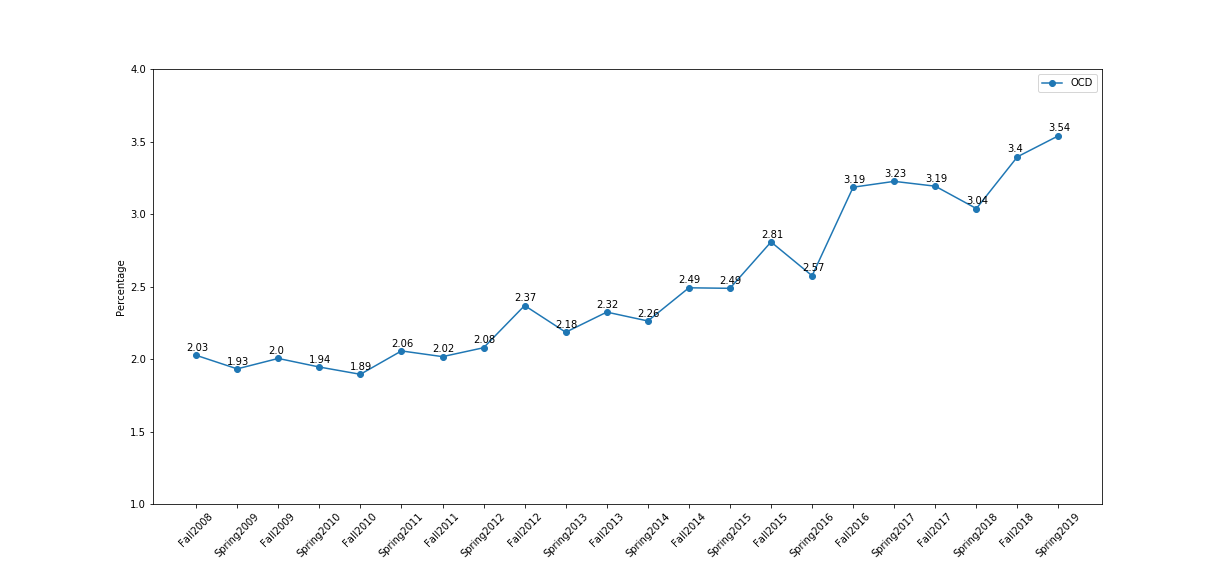 4.0
OCD
3.5
3.0
2.5
2.0
1.5
1.0
Percentage
2.03
1.93
2.0
1.94
1.89
2.06
2.02
2.08
2.37
2.18
2.32
2.26
2.49
2.49
2.81
2.57
3.19
3.23
3.19
3.04
3.4
3.54
Fall2008
Spring2009
Fall2009
Spring2010
Fall2010
Spring2011
Fall2011
Spring2012
Fall2012
Spring2013
Fall2013
Spring2014
Fall2014
Spring2015
Fall2015
Spring2016
Fall2016
Spring2017
Fall2017
Spring2018
Fall2018
Spring2019